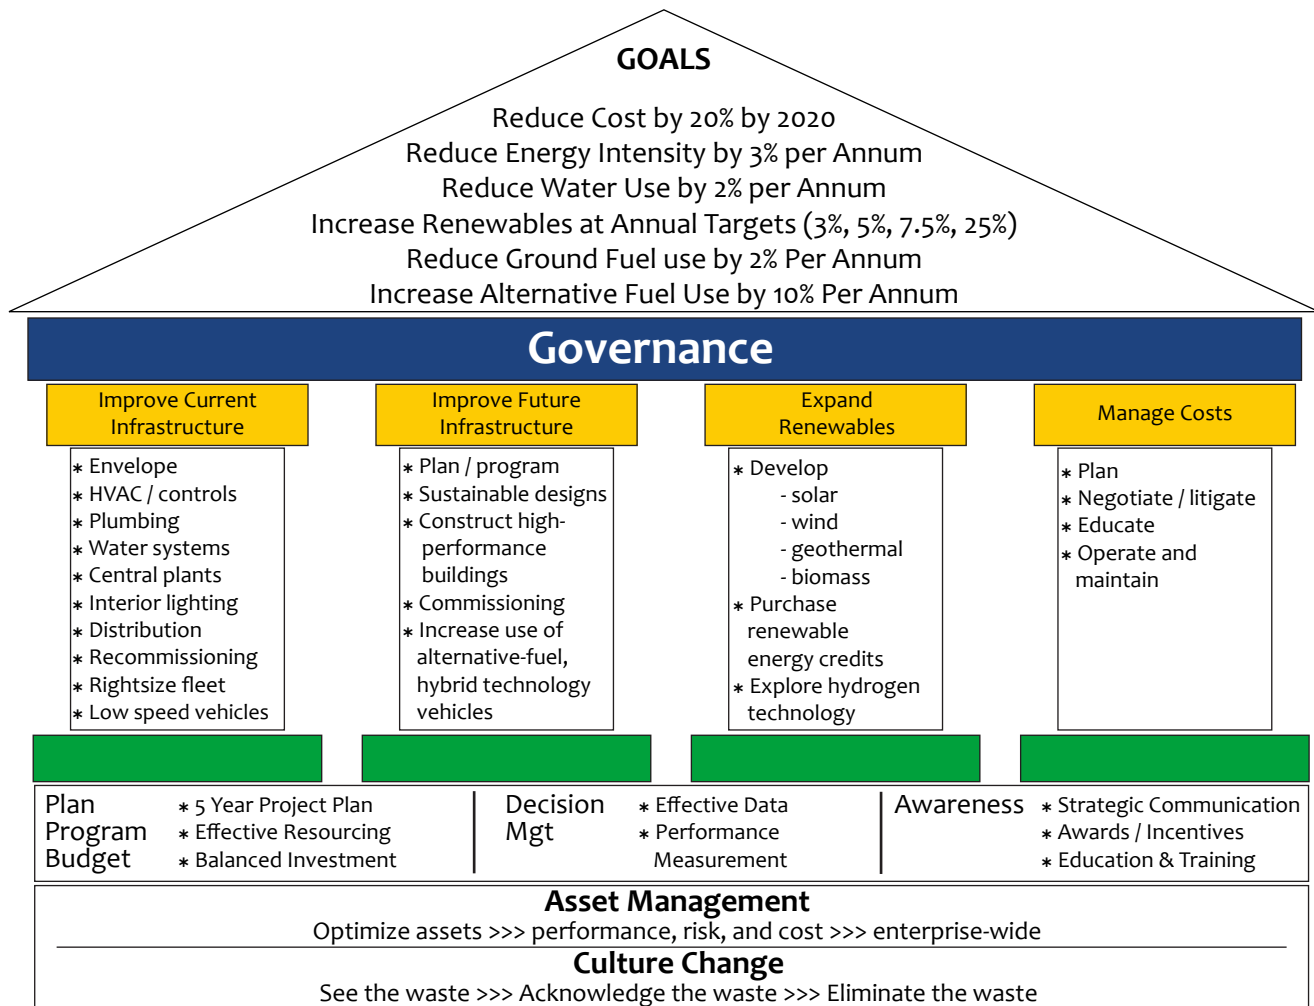 GOALS
Reduce Cost by 20% by 2020
Reduce Energy Intensity by 3% per Annum
Reduce Water Use by 2% per Annum
Increase Renewables at Annual Targets (3%, 5%, 7.5%, 25%)
Reduce Ground Fuel use by 2% Per Annum
Increase Alternative Fuel Use by 10% Per Annum
Governance
Improve Current
Infrastructure
* Envelope
* HVAC / controls
* Plumbing
* Water systems
* Central plants
* Interior lighting
* Distribution
* Recommissioning
* Rightsize fleet
* Low speed vehicles
Improve Future
Infrastructure
* Plan / program
* Sustainable designs
* Construct high-
performance
buildings
* Commissioning
* Increase use of
alternative-fuel,
hybrid technology
vehicles
Expand
Renewables
* Develop
- solar
- wind
- geothermal
- biomass
* Purchase
renewable
energy credits
* Explore hydrogen
technology
Manage Costs
* Plan
* Negotiate / litigate
* Educate
* Operate and
maintain
Plan
Program
Budget
* 5 Year Project Plan
* Effective Resourcing
* Balanced Investment
Decision
Mgt
* Effective Data
* Performance
Measurement
Awareness
* Strategic Communication
* Awards / Incentives
* Education & Training
Asset Management
Optimize assets >>> performance, risk, and cost >>> enterprise-wide
Culture Change
See the waste >>> Acknowledge the waste >>> Eliminate the waste